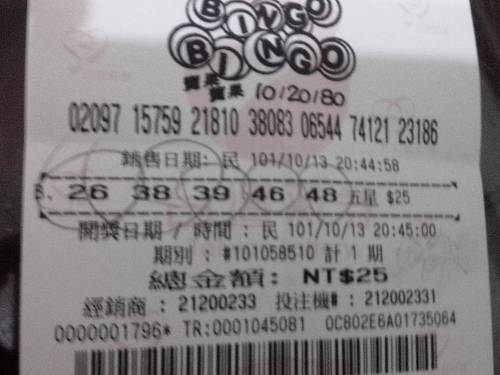 BINGO
BINGO
賓果
賓果 10/20/80
02097 15759 21810 38083 06544 74121 23186
銷售日期: 民 101/10/13 20:44:58
B. 26 38 39 46 48 五星 $25
開獎日期 / 時間 : 民 101/10/13 20:45:00
期別 : #101058510 計 1 期
總金額: NT$25
經銷商 : 21200233 投注機# : 212002331
0000001796* TR:0001045081 0C802E6A01735064